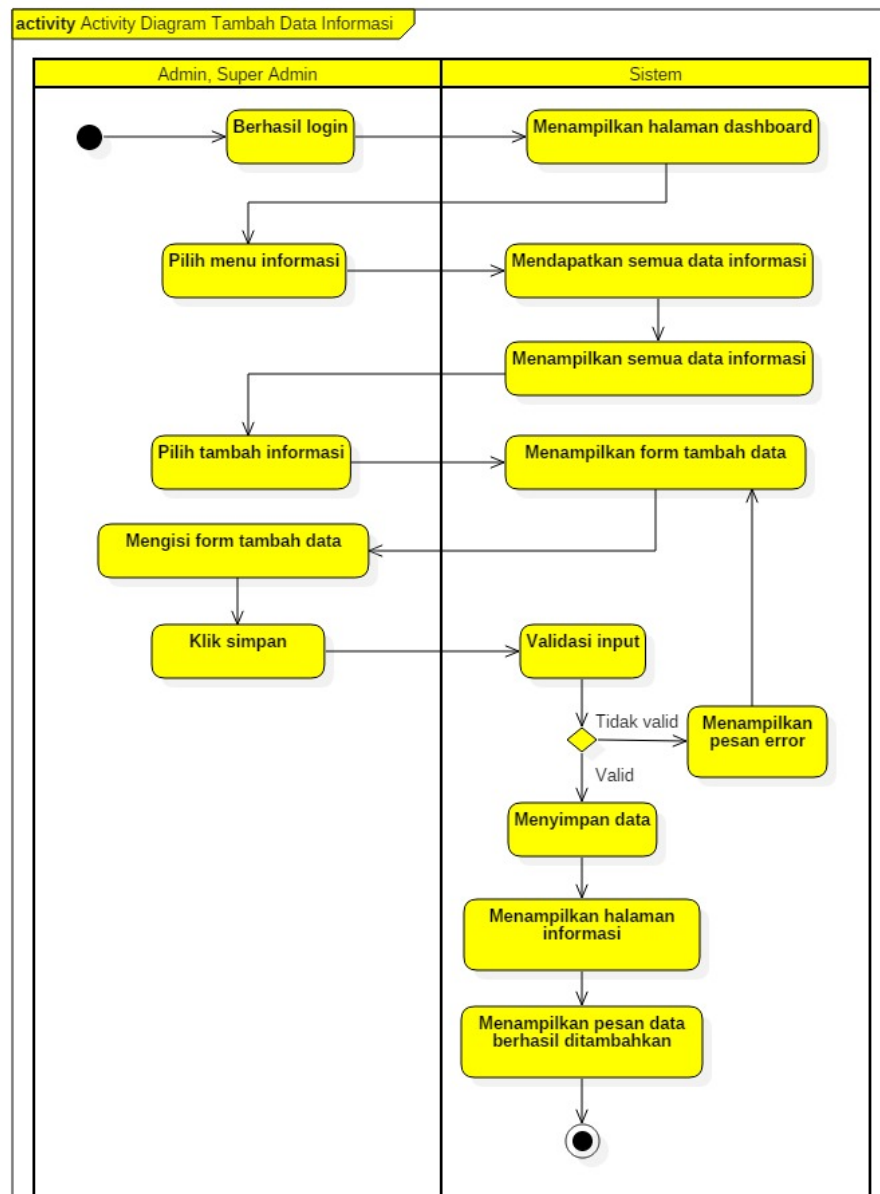 activity Activity Diagram Tambah Data Informasi
Admin, Super Admin
Sistem
Berhasil login
Menampilkan halaman dashboard
Pilih menu informasi
Mendapatkan semua data informasi
Menampilkan semua data informasi
Pilih tambah informasi
Menampilkan form tambah data
Mengisi form tambah data
Klik simpan
Validasi input
Tidak valid
Menampilkan
pesan error
Valid
Menyimpan data
Menampilkan halaman
informasi
Menampilkan pesan data
berhasil ditambahkan